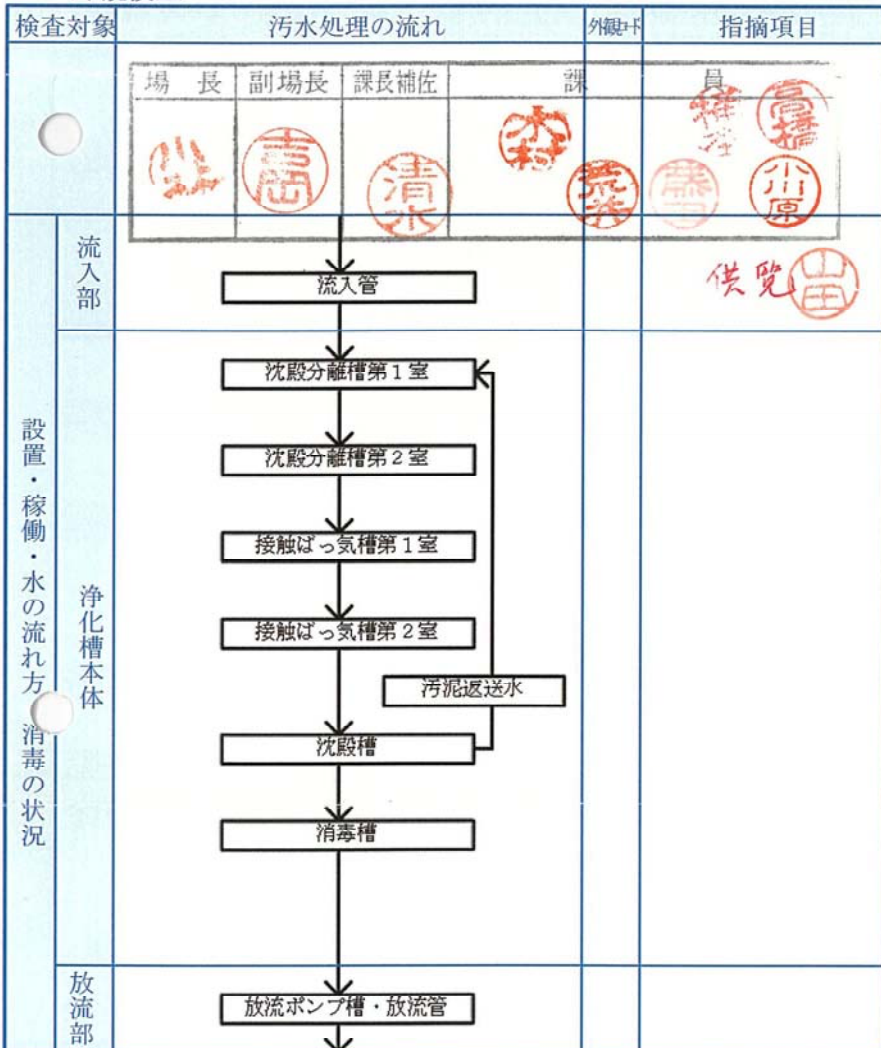 検査対象 汚水処理の流れ 外観コード 指摘項目
場長 副場長 課長補佐 課員
吉岡 清水 木村 荒井 高橋 小川原
供覧 山田
設置・稼働・水の流れ方 消毒の状況
流入部
流入管
浄化槽本体
沈殿分離槽第1室
沈殿分離槽第2室
接触ばっ気槽第1室
接触ばっ気槽第2室
汚泥返送水
沈殿槽
消毒槽
放流部
放流ポンプ槽・放流管